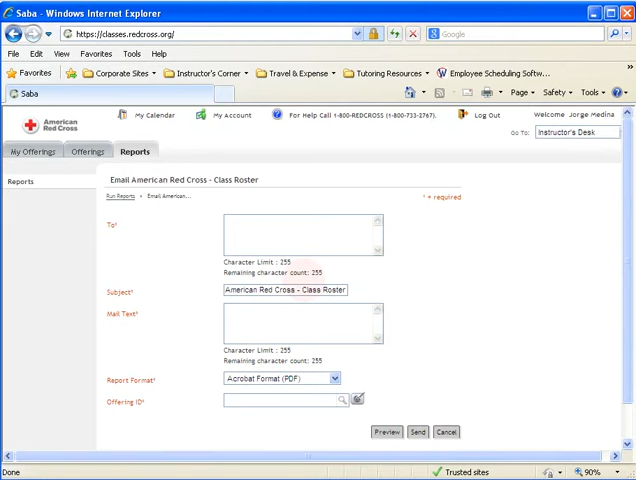 Saba - Windows Internet Explorer
https://classes.redcross.org/
Google
File Edit View Favorites Tools Help
Favorites Corporate Sites Instructor's Corner Travel & Expense Tutoring Resources Employee Scheduling Softw...
Saba
Page Safety Tools
American
Red Cross
My Calendar My Account For Help Call 1-800-REDCROSS (1-800-733-2767). Log Out Welcome Jorge Medina
Go To: Instructor's Desk
My Offerings Offerings Reports
Reports
Email American Red Cross - Class Roster
Run Reports Email American...
* = required
To*
Character Limit : 255
Remaining character count: 255
Subject* American Red Cross - Class Roster
Mail Text*
Character Limit : 255
Remaining character count: 255
Report Format* Acrobat Format (PDF)
Offering ID*
Preview Send Cancel
Done Trusted sites 90%